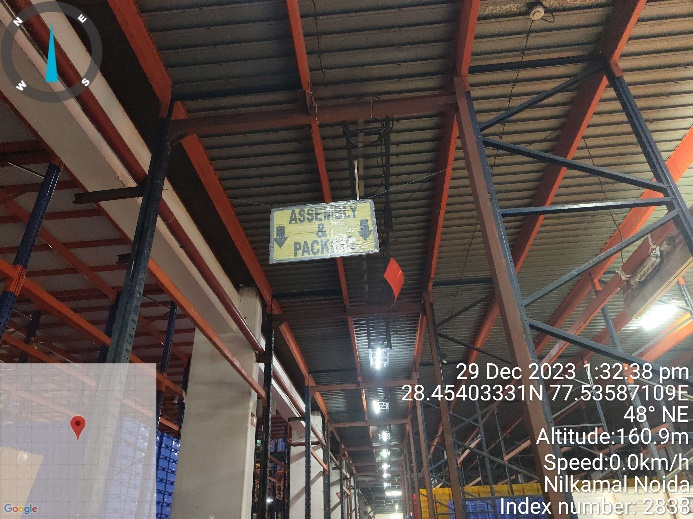 N
E
W
S
ASSEMBLY
&
PACKING
29 Dec 2023 1:32:38 pm
28.45403331N 77.53587109E
48° NE
Altitude:160.9m
Speed:0.0km/h
Nilkamal Noida
Index number: 2838
Google